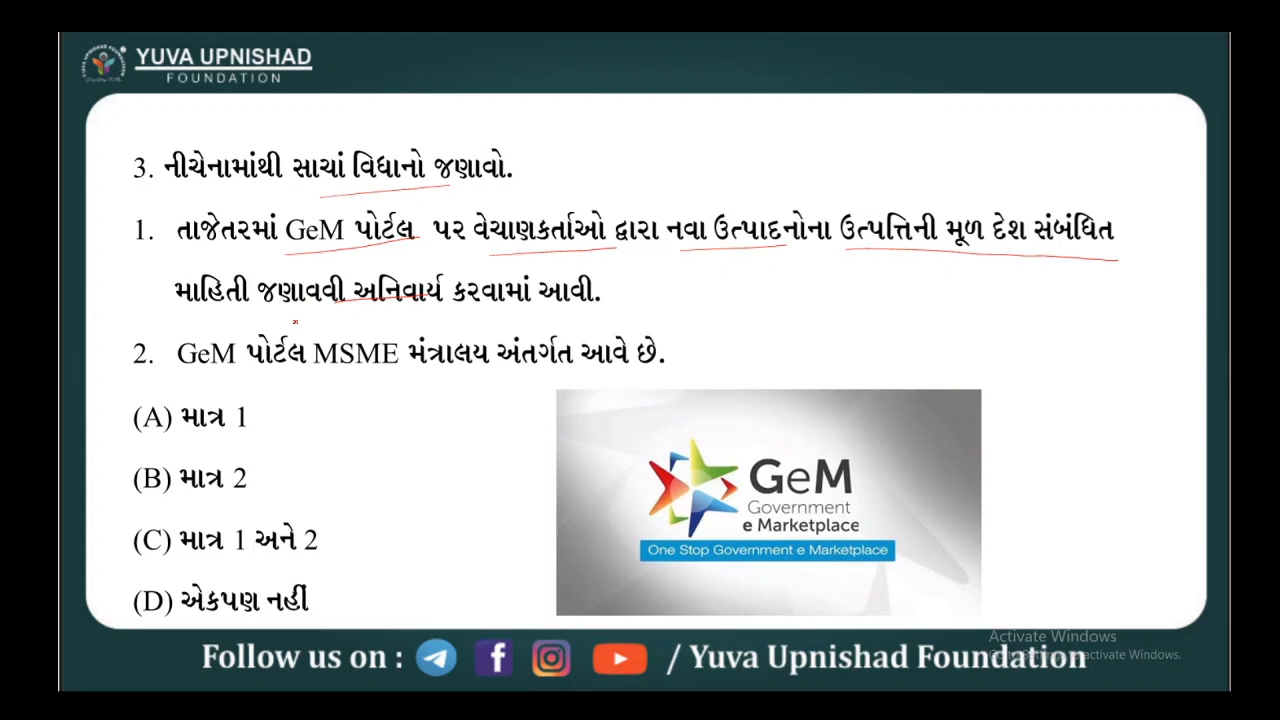 YUVA UPNISHAD
FOUNDATION
3. નીચેનામાંથી સાચાં વિધાનો જણાવો.
1. તાજેતરમાં GeM પોર્ટલ પર વેચાણકર્તાઓ દ્વારા નવા ઉત્પાદનોના ઉત્પત્તિની મૂળ દેશ સંબંધિત
માહિતી જણાવવી અનિવાર્ય કરવામાં આવી.
2. GeM પોર્ટલ MSME મંત્રાલય અંતર્ગત આવે છે.
(A) માત્ર 1
(B) માત્ર 2
(C) માત્ર 1 અને 2
(D) એકપણ નહીં
GeM
Government
e Marketplace
One Stop Government e Marketplace
Activate Windows
Follow us on : / Yuva Upnishad Foundation